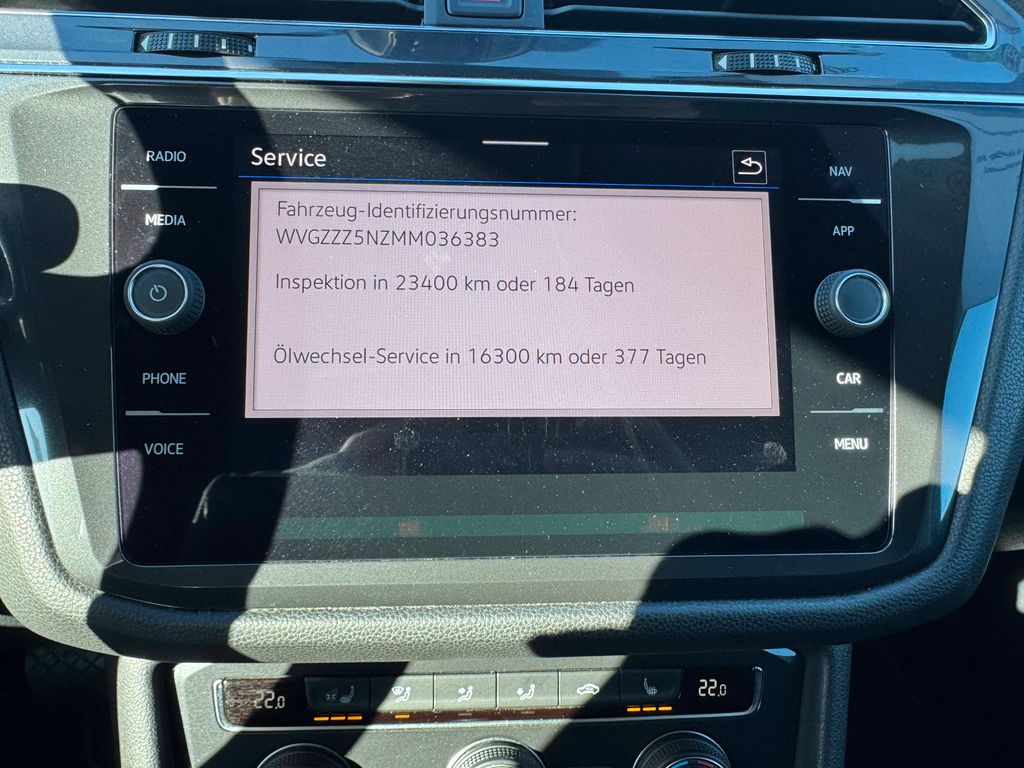 RADIO
Service
NAV
MEDIA
APP
Fahrzeug-Identifizierungsnummer:
WVGZZZ5NZMM036383
Inspektion in 23400 km oder 184 Tagen
Ölwechsel-Service in 16300 km oder 377 Tagen
PHONE
CAR
VOICE
MENU
22.0
22.0